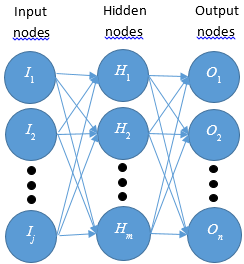 Input Hidden Output
nodes nodes nodes
I1 H1 O1
I2 H2 O2
Ij Hm On